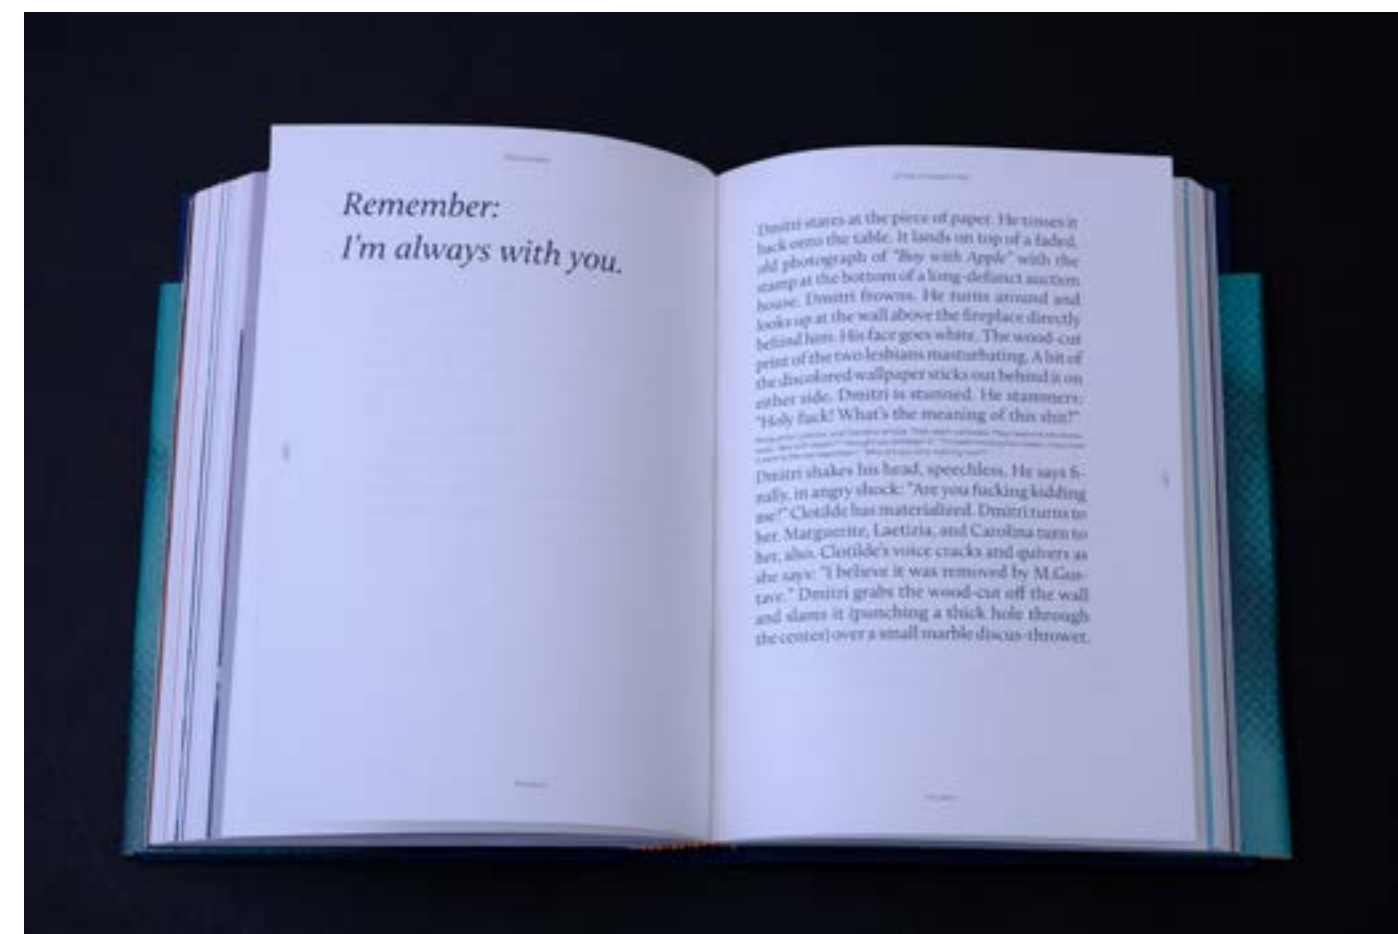 Remember:
I'm always with you.
Dmitri stares at the piece of paper. He tosses it
back onto the table. It lands on top of a faded,
old photograph of "Boy with Apple" with the
stamp at the bottom of a long-defunct auction
house. Dmitri frowns. He turns around and
looks up at the wall above the fireplace directly
behind him. His face goes white. The wood-cut
print of the two lesbians masturbating. A bit of
the discolored wallpaper sticks out behind it on
either side. Dmitri is stunned. He stammers:
"Holy fuck! What's the meaning of this shit?"
Dmitri shakes his head, speechless. He says fi-
nally, in angry shock: "Are you fucking kidding
me?" Clotilde has materialized. Dmitri turns to
her. Marguerite, Laetizia, and Carolina turn to
her, also. Clotilde's voice cracks and quivers as
she says: "I believe it was removed by M.Gus-
tave." Dmitri grabs the wood-cut off the wall
and slams it (punching a thick hole through
the center) over a small marble discus-thrower.